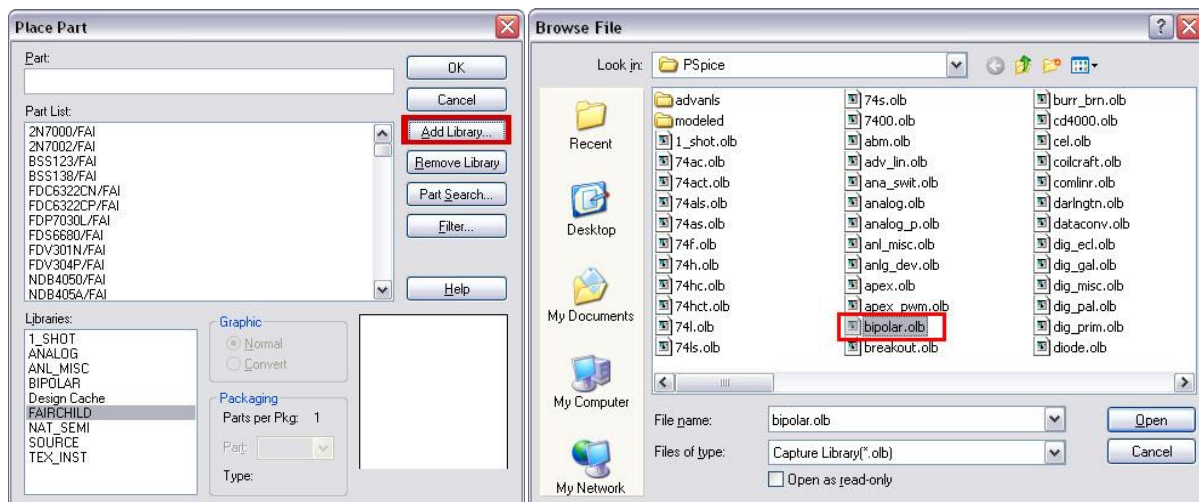 Place Part
Part:
OK
Cancel
Part List:
2N7000/FAI
2N7002/FAI
BSS123/FAI
BSS138/FAI
FDC6322CN/FAI
FDC6322CP/FAI
FDP7030L/FAI
FDS6680/FAI
FDV301N/FAI
FDV304P/FAI
NDB4050/FAI
NDB405A/FAI
Add Library...
Remove Library
Part Search...
Filter...
Help
Libraries:
1_SHOT
ANALOG
ANL_MISC
BIPOLAR
Design Cache
FAIRCHILD
NAT_SEMI
SOURCE
TEX_INST
Graphic
Normal
Convert
Packaging
Parts per Pkg: 1
Part:
Type:
Browse File
Look in: PSpice
Recent
Desktop
My Documents
My Computer
My Network
advanls
modeled
1_shot.olb
74ac.olb
74act.olb
74als.olb
74as.olb
74f.olb
74h.olb
74hc.olb
74hct.olb
74l.olb
74ls.olb
74s.olb
7400.olb
abm.olb
adv_lin.olb
ana_swit.olb
analog.olb
analog_p.olb
anl_misc.olb
anlg_dev.olb
apex.olb
apex_pwm.olb
bipolar.olb
breakout.olb
burr_brn.olb
cd4000.olb
cel.olb
coilcraft.olb
comlinr.olb
darlngtn.olb
dataconv.olb
dig_ecl.olb
dig_gal.olb
dig_misc.olb
dig_pal.olb
dig_prim.olb
diode.olb
File name: bipolar.olb
Open
Files of type: Capture Library(*.olb)
Cancel
Open as read-only